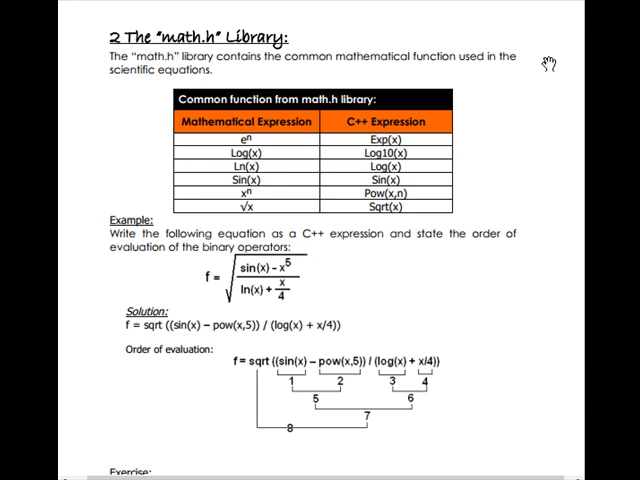 2 The "math.h" Library:
The "math.h" library contains the common mathematical function used in the
scientific equations.
Common function from math.h library:
Mathematical Expression C++ Expression
eⁿ Exp(x)
Log(x) Log10(x)
Ln(x) Log(x)
Sin(x) Sin(x)
xⁿ Pow(x,n)
√x Sqrt(x)
Example:
Write the following equation as a C++ expression and state the order of
evaluation of the binary operators:
f = √ sin(x) - x⁵
ln(x) + x
4
Solution:
f = sqrt ((sin(x) – pow(x,5)) / (log(x) + x/4))
Order of evaluation:
f = sqrt ((sin(x) – pow(x,5)) / (log(x) + x/4))
1 2 3 4
5 6
7
8
Exercise: